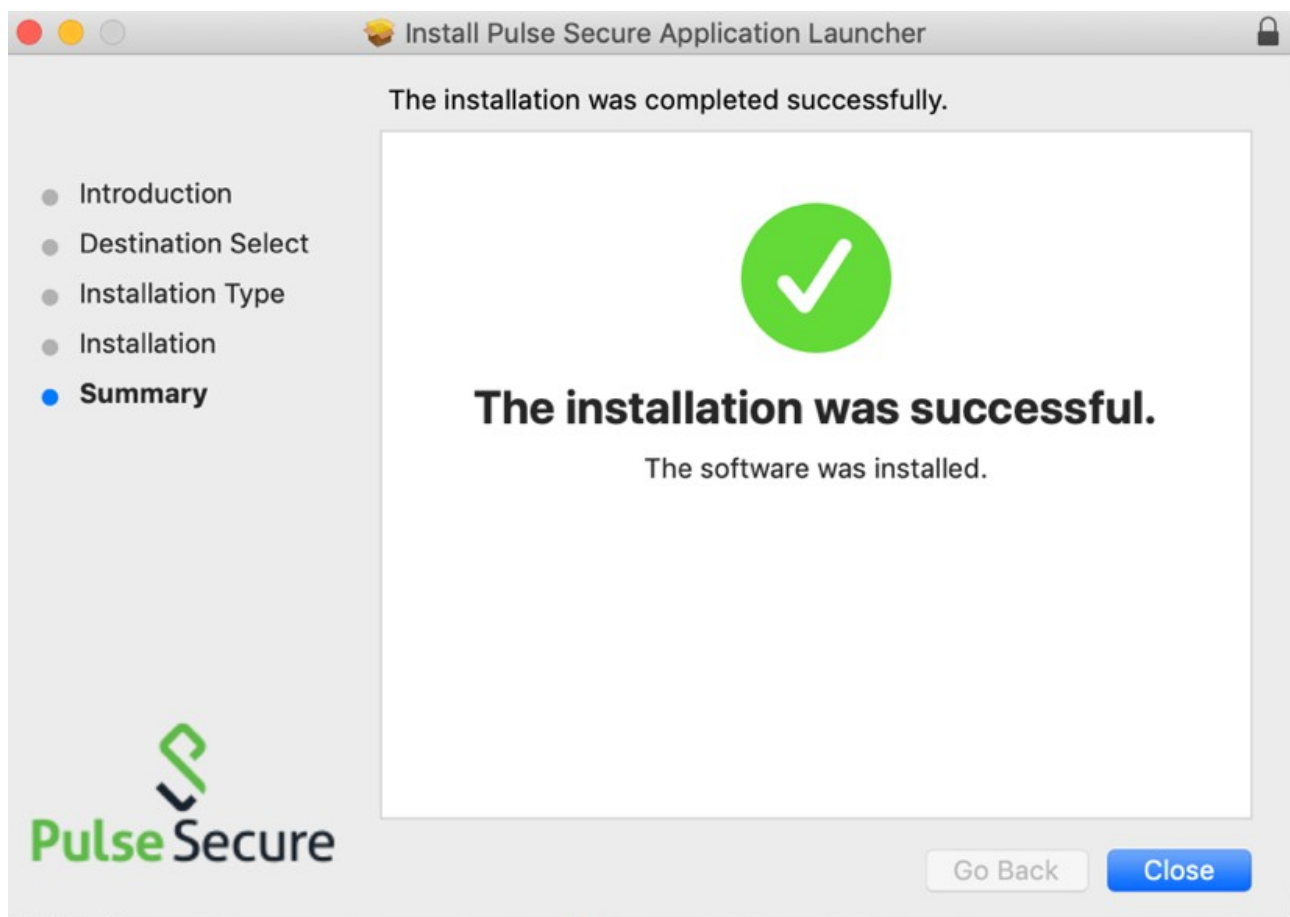 Install Pulse Secure Application Launcher
The installation was completed successfully.
Introduction
Destination Select
Installation Type
Installation
Summary
The installation was successful.
The software was installed.
Pulse Secure
Go Back
Close